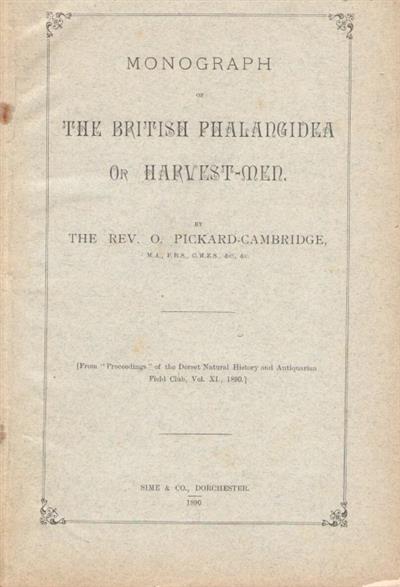 MONOGRAPH
OF
THE BRITISH PHALANGIDEA
OR HARVEST-MEN.
BY
THE REV. O. PICKARD-CAMBRIDGE,
M.A., F.R.S., C.M.Z.S., &c., &c.
[From "Proceedings" of the Dorset Natural History and Antiquarian
Field Club, Vol. XI., 1890.]
SIME & CO., DORCHESTER.
1890